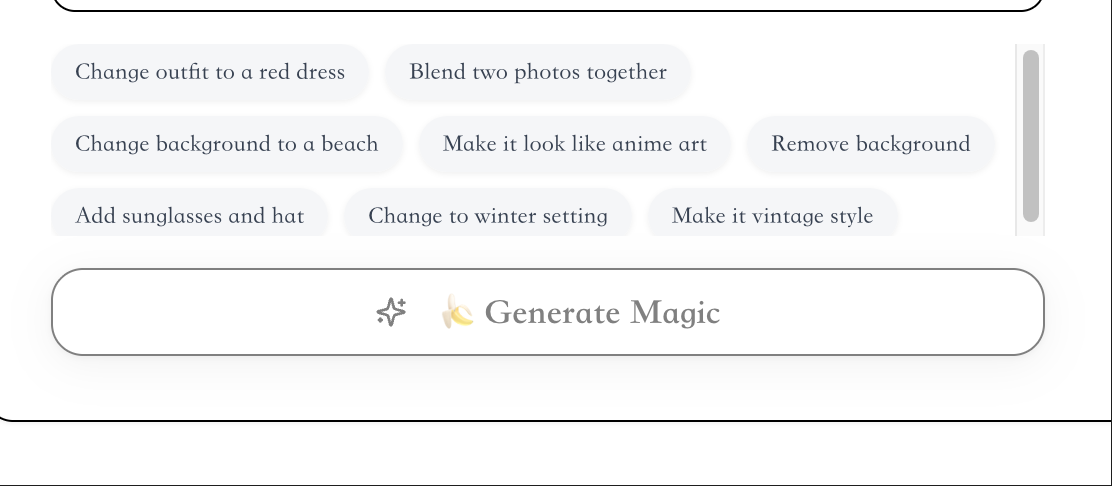 Change outfit to a red dress Blend two photos together
Change background to a beach Make it look like anime art Remove background
Add sunglasses and hat Change to winter setting Make it vintage style
🍌 Generate Magic